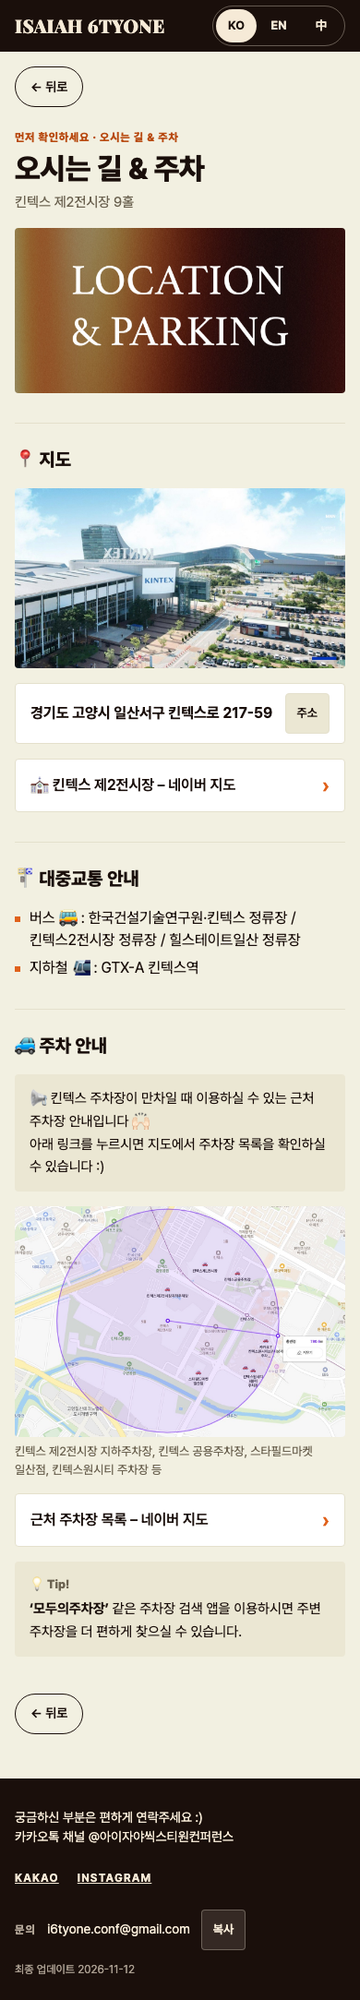 ISAIAH 6TYONE
KO EN 中
← 뒤로
먼저 확인하세요 · 오시는 길 & 주차
오시는 길 & 주차
킨텍스 제2전시장 9홀
LOCATION
& PARKING
📍 지도
KINTEX
KINTEX
경기도 고양시 일산서구 킨텍스로 217-59
주소
킨텍스 제2전시장 – 네이버 지도 ›
대중교통 안내
버스 🚌 : 한국건설기술연구원·킨텍스 정류장 /
킨텍스2전시장 정류장 / 힐스테이트일산 정류장
지하철 : GTX-A 킨텍스역
🚙 주차 안내
📢 킨텍스 주차장이 만차일 때 이용하실 수 있는 근처
주차장 안내입니다 🙌🏻
아래 링크를 누르시면 지도에서 주차장 목록을 확인하실
수 있습니다 :)
킨텍스 제2전시장 지하주차장, 킨텍스 공용주차장, 스타필드마켓
일산점, 킨텍스원시티 주차장 등
근처 주차장 목록 – 네이버 지도 ›
💡 Tip!
‘모두의주차장’ 같은 주차장 검색 앱을 이용하시면 주변
주차장을 더 편하게 찾으실 수 있습니다.
← 뒤로
궁금하신 부분은 편하게 연락주세요 :)
카카오톡 채널 @아이자야씩스티원컨퍼런스
KAKAO INSTAGRAM
문의 i6tyone.conf@gmail.com 복사
최종 업데이트 2026-11-12